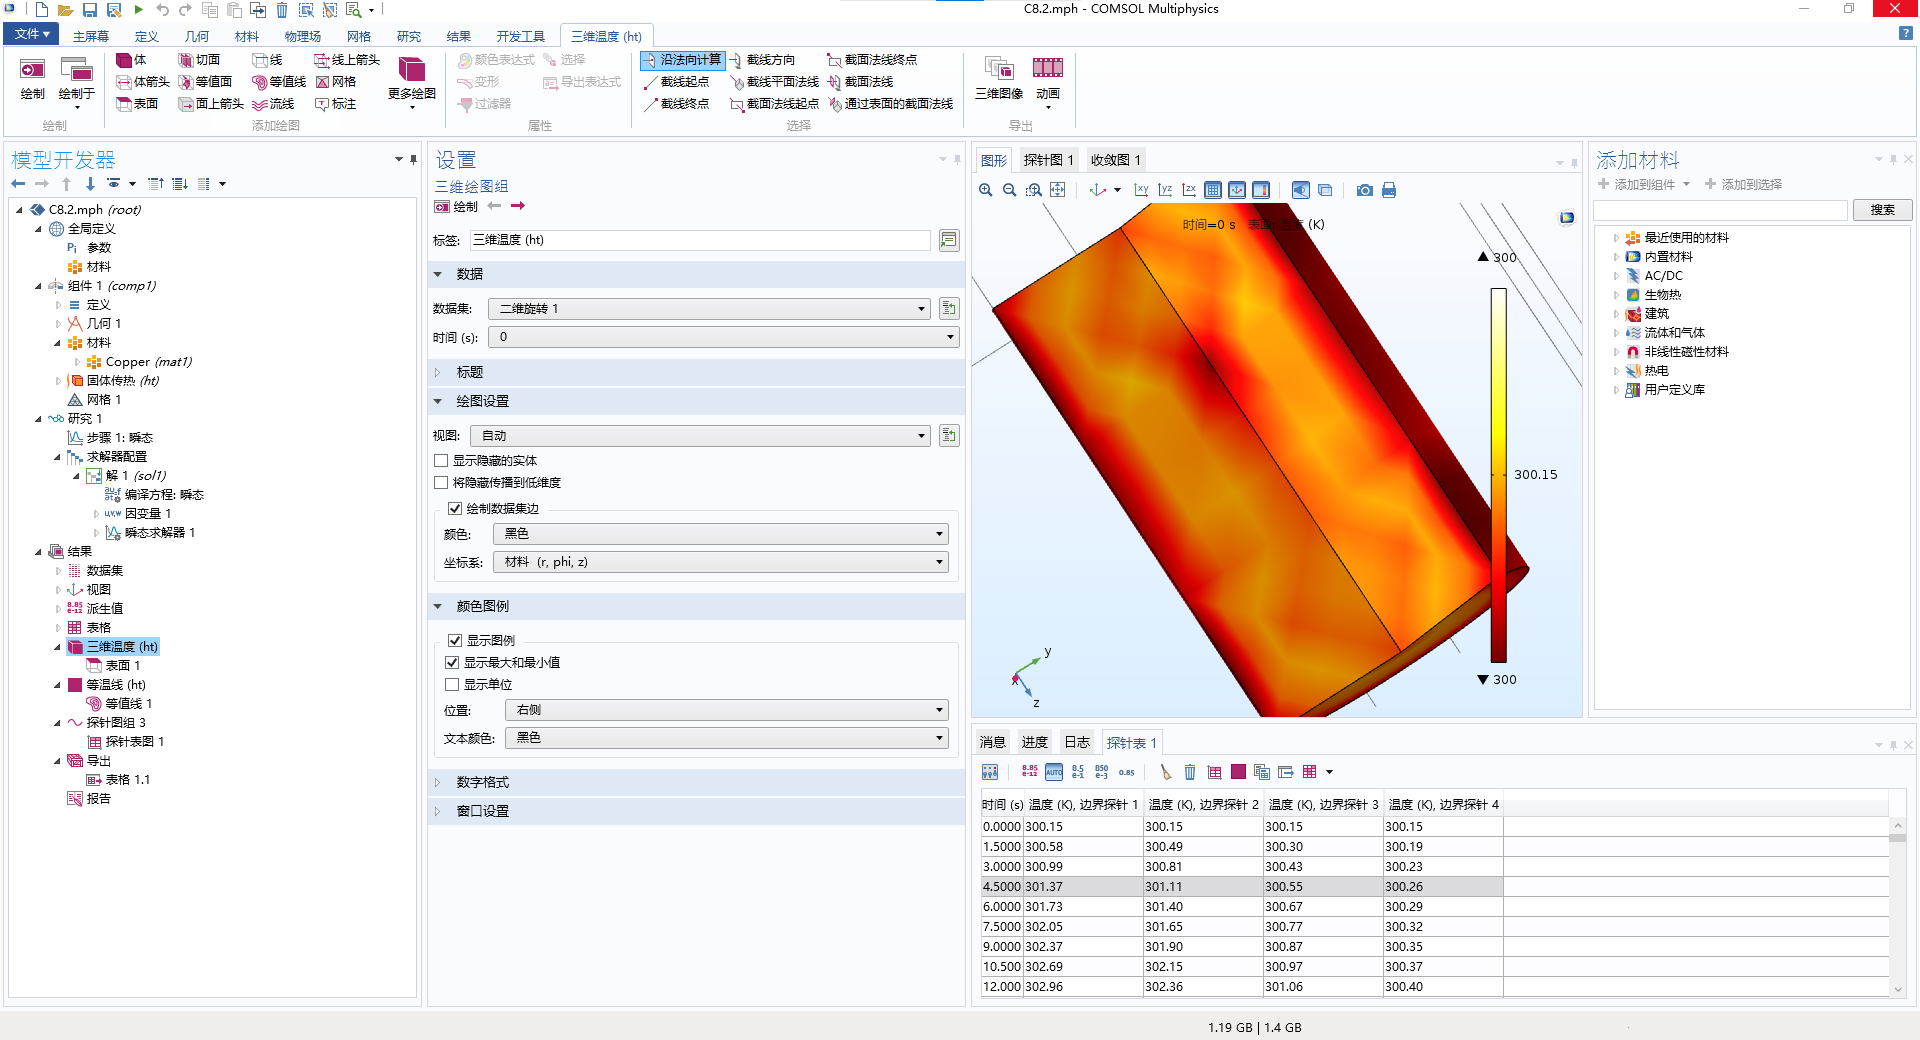 C8.2.mph - COMSOL Multiphysics
文件 主屏幕 定义 几何 材料 物理场 网格 研究 结果 开发工具 三维温度 (ht)
绘制 绘制于
绘制
体 切面 线 线上箭头
体箭头 等值面 等值线 网格
表面 面上箭头 流线 标注
更多绘图
添加绘图
颜色表达式 选择
变形 导出表达式
过滤器
属性
沿法向计算 截线方向 截面法线终点
截线起点 截线平面法线 截面法线
截线终点 截面法线起点 通过表面的截面法线
选择
三维图像 动画
导出
模型开发器
C8.2.mph (root)
全局定义
Pi 参数
材料
组件 1 (comp1)
定义
几何 1
材料
Copper (mat1)
固体传热 (ht)
网格 1
研究 1
步骤 1: 瞬态
求解器配置
解 1 (sol1)
编译方程: 瞬态
u,v,w 因变量 1
瞬态求解器 1
结果
数据集
视图
8.85 e-12 派生值
表格
三维温度 (ht)
表面 1
等温线 (ht)
等值线 1
探针图组 3
探针表图 1
导出
表格 1.1
报告
设置
三维绘图组
绘制
标签: 三维温度 (ht)
数据
数据集: 二维旋转 1
时间 (s): 0
标题
绘图设置
视图: 自动
显示隐藏的实体
将隐藏传播到低维度
绘制数据集边
颜色: 黑色
坐标系: 材料 (r, phi, z)
颜色图例
显示图例
显示最大和最小值
显示单位
位置: 右侧
文本颜色: 黑色
数字格式
窗口设置
图形 探针图 1 收敛图 1
xy yz zx
时间=0 s 表面: 温度 (K)
300
300.15
300
y
x
z
消息 进度 日志 探针表 1
8.85 e-12 AUTO 8.5 e-1 850 e-3 0.85
时间 (s) 温度 (K), 边界探针 1 温度 (K), 边界探针 2 温度 (K), 边界探针 3 温度 (K), 边界探针 4
0.0000 300.15 300.15 300.15 300.15
1.5000 300.58 300.49 300.30 300.19
3.0000 300.99 300.81 300.43 300.23
4.5000 301.37 301.11 300.55 300.26
6.0000 301.73 301.40 300.67 300.29
7.5000 302.05 301.65 300.77 300.32
9.0000 302.37 301.90 300.87 300.35
10.500 302.69 302.15 300.97 300.37
12.000 302.96 302.36 301.06 300.40
添加材料
添加到组件 添加到选择
搜索
最近使用的材料
内置材料
AC/DC
生物热
建筑
流体和气体
非线性磁性材料
热电
用户定义库
1.19 GB | 1.4 GB